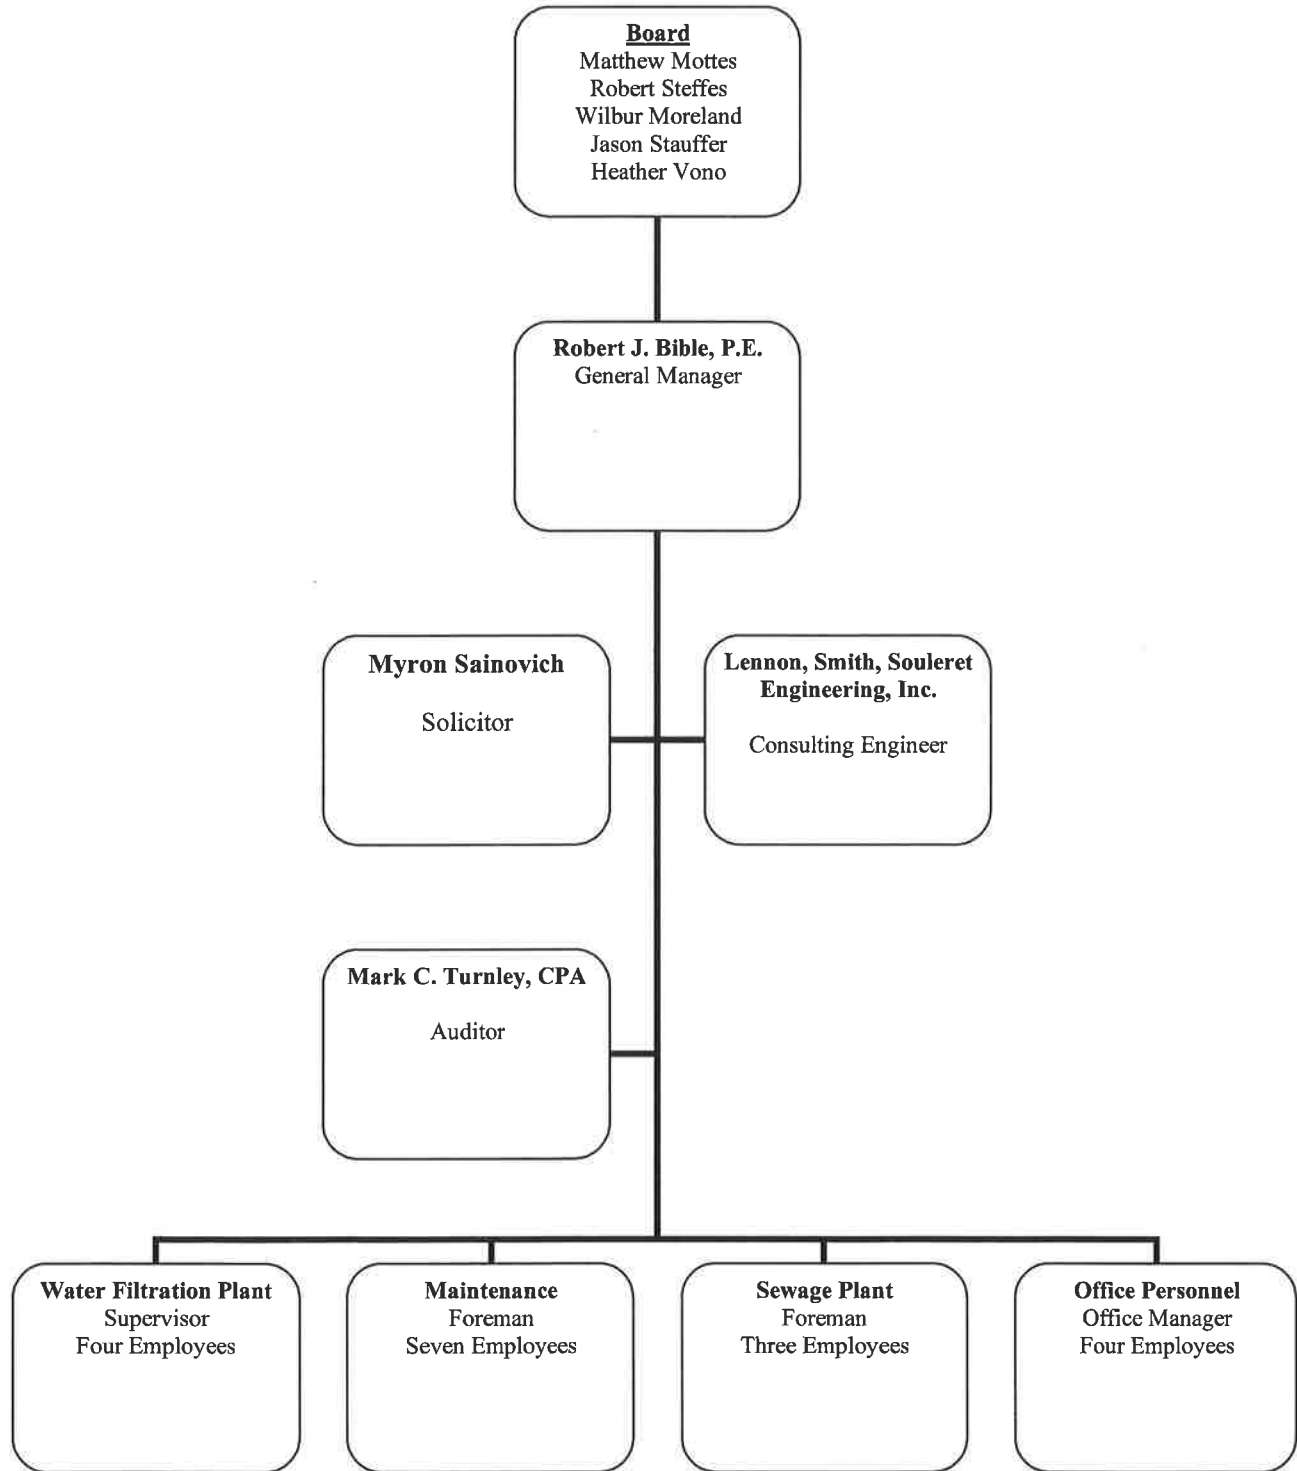 Board
Matthew Mottes
Robert Steffes
Wilbur Moreland
Jason Stauffer
Heather Vono
Robert J. Bible, P.E.
General Manager
Myron Sainovich
Solicitor
Lennon, Smith, Souleret
Engineering, Inc.
Consulting Engineer
Mark C. Turnley, CPA
Auditor
Water Filtration Plant
Supervisor
Four Employees
Maintenance
Foreman
Seven Employees
Sewage Plant
Foreman
Three Employees
Office Personnel
Office Manager
Four Employees